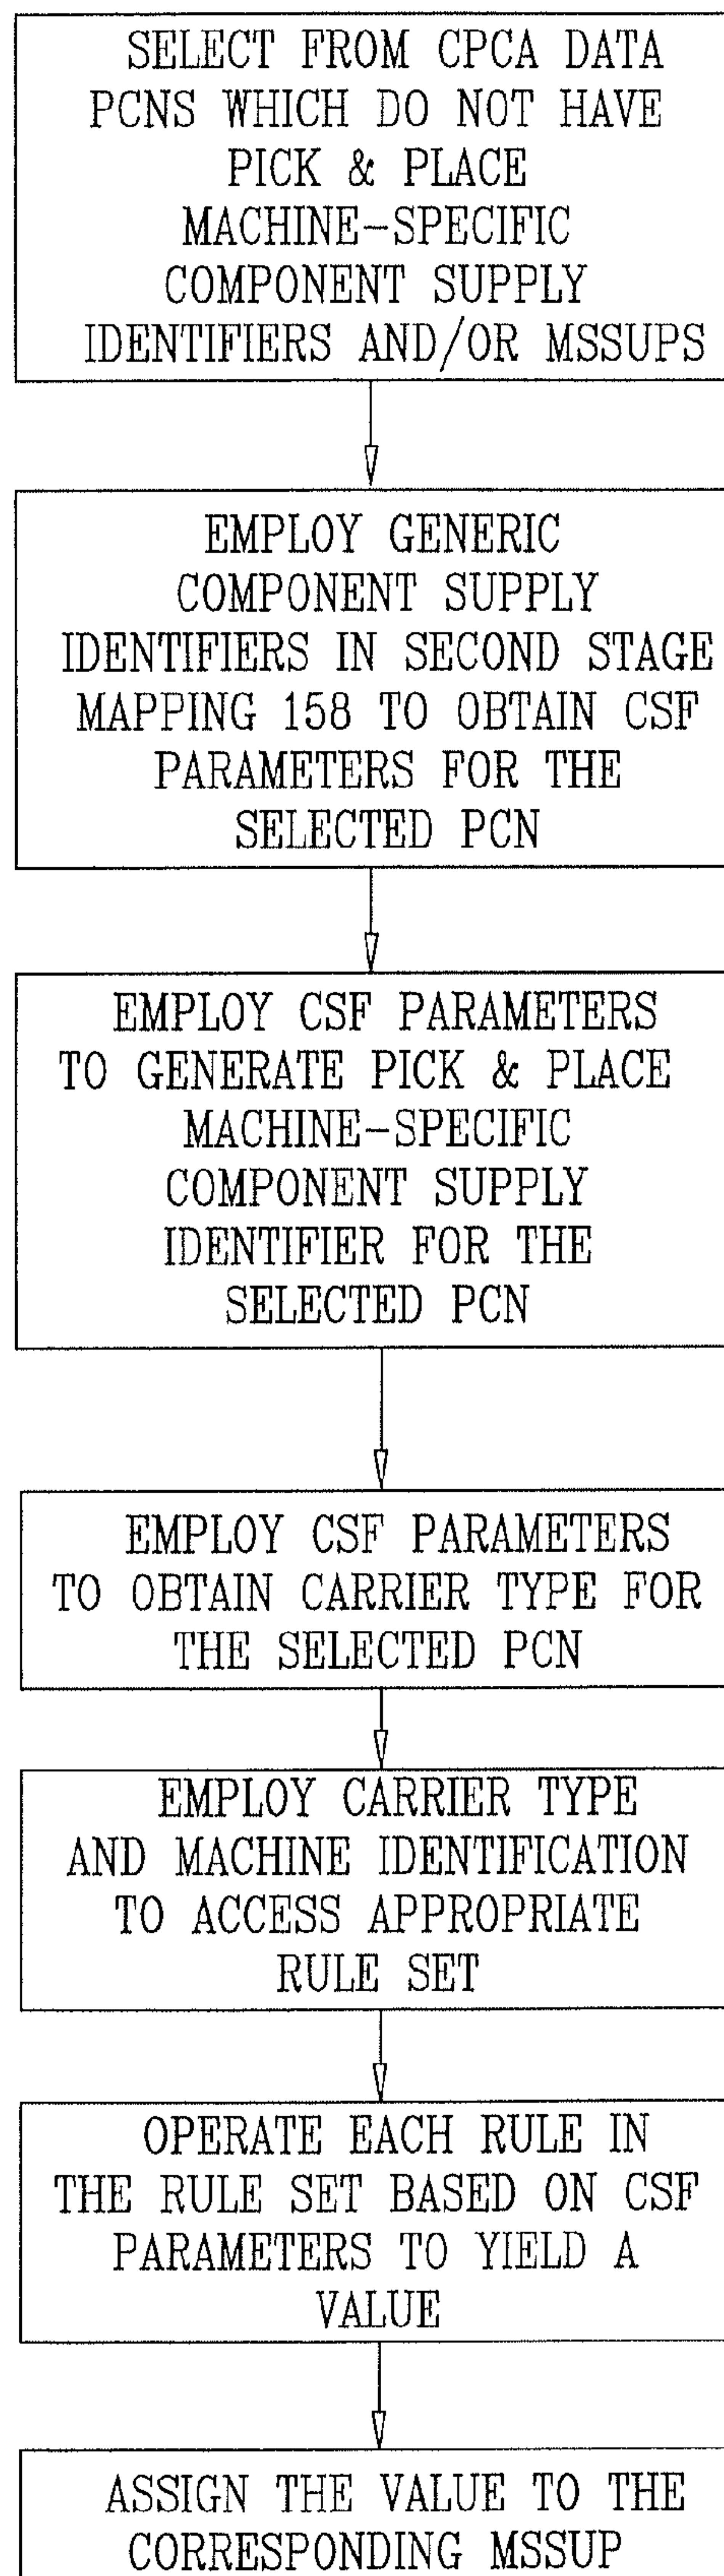 SELECT FROM CPCA DATA
PCNS WHICH DO NOT HAVE
PICK & PLACE
MACHINE-SPECIFIC
COMPONENT SUPPLY
IDENTIFIERS AND/OR MSSUPS
EMPLOY GENERIC
COMPONENT SUPPLY
IDENTIFIERS IN SECOND STAGE
MAPPING 158 TO OBTAIN CSF
PARAMETERS FOR THE
SELECTED PCN
EMPLOY CSF PARAMETERS
TO GENERATE PICK & PLACE
MACHINE-SPECIFIC
COMPONENT SUPPLY
IDENTIFIER FOR THE
SELECTED PCN
EMPLOY CSF PARAMETERS
TO OBTAIN CARRIER TYPE FOR
THE SELECTED PCN
EMPLOY CARRIER TYPE
AND MACHINE IDENTIFICATION
TO ACCESS APPROPRIATE
RULE SET
OPERATE EACH RULE IN
THE RULE SET BASED ON CSF
PARAMETERS TO YIELD A
VALUE
ASSIGN THE VALUE TO THE
CORRESPONDING MSSUP